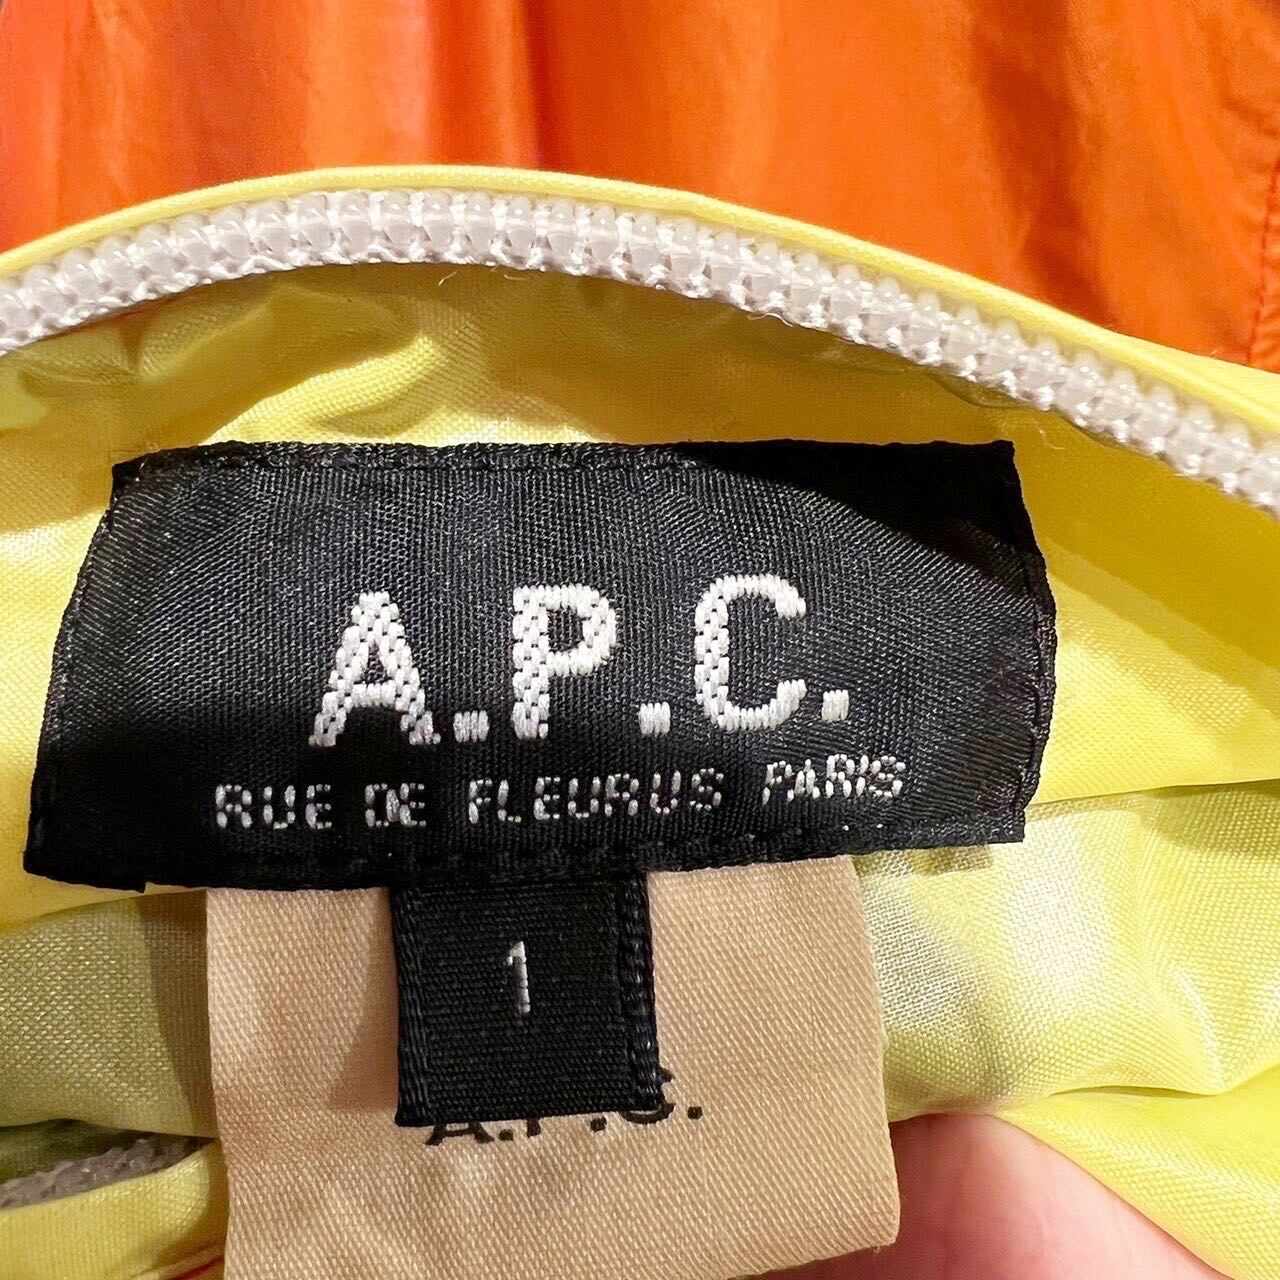 A.P.C.
RUE DE FLEURUS PARIS
1
A.P.C.